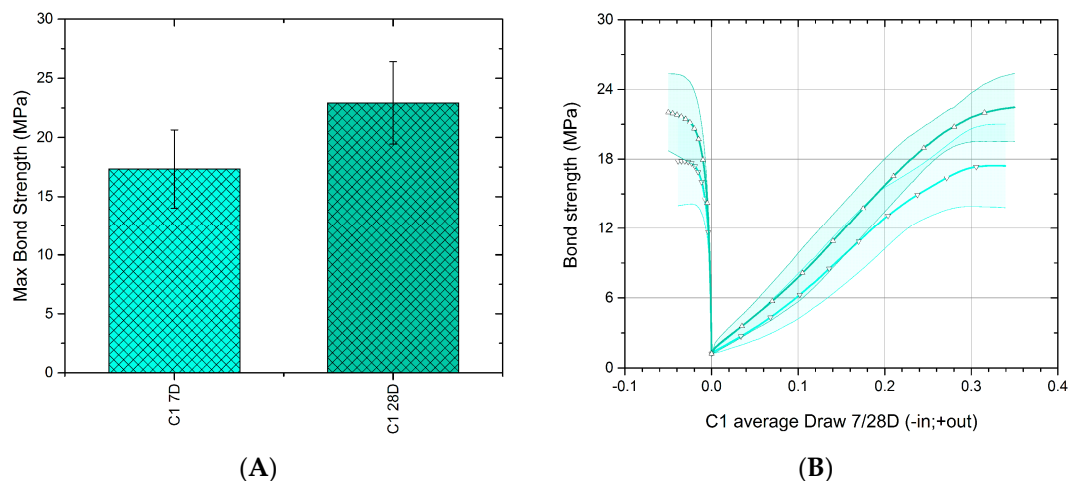 30
25
20
15
10
5
0
Max Bond Strength (MPa)
C1 7D
C1 28D
(A)
30
24
18
12
6
0
Bond strength (MPa)
-0.1
0.0
0.1
0.2
0.3
0.4
C1 average Draw 7/28D (-in;+out)
(B)